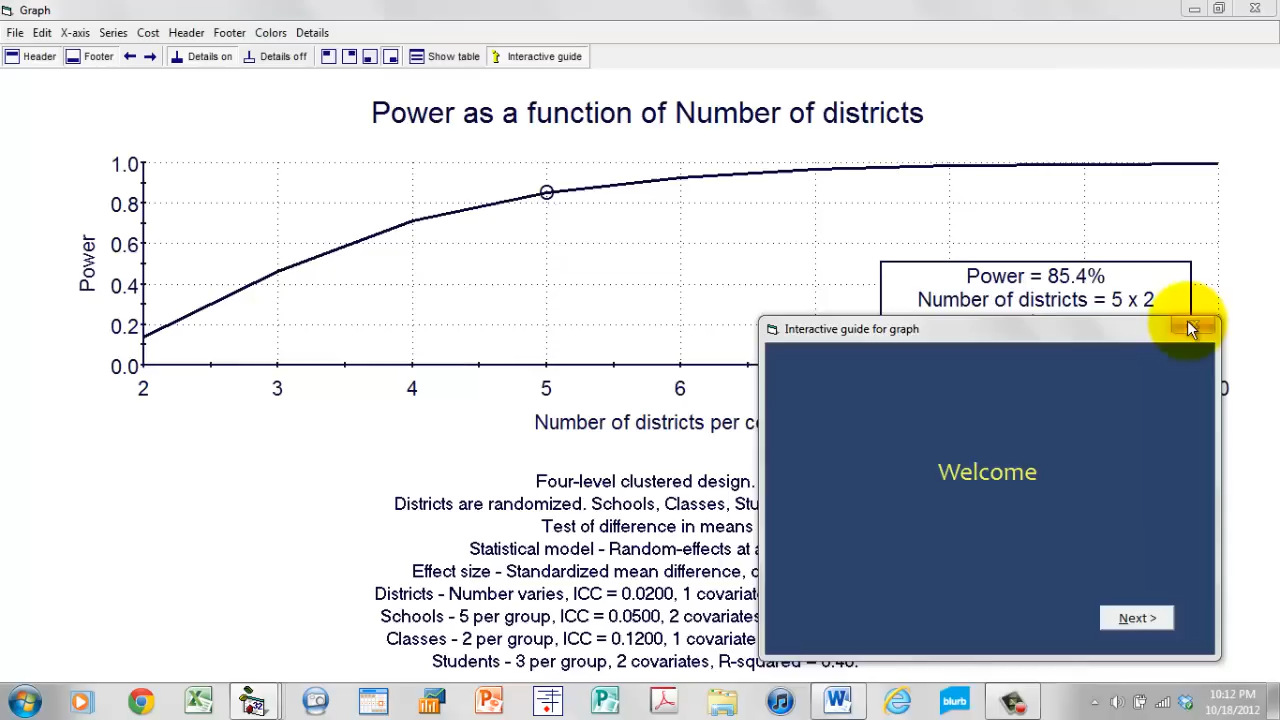 Graph
File Edit X-axis Series Cost Header Footer Colors Details
Header Footer Details on Details off Show table Interactive guide
Power as a function of Number of districts
1.0
0.8
0.6
0.4
0.2
0.0
Power
2 3 4 5 6 0
Number of districts per
Power = 85.4%
Number of districts = 5 x 2
Interactive guide for graph
Welcome
Next >
Four-level clustered design.
Districts are randomized. Schools, Classes,
Test of difference in means
Statistical model - Random-effects at
Effect size - Standardized mean difference,
Districts - Number varies, ICC = 0.0200, 1
Schools - 5 per group, ICC = 0.0500, 2 covariates
Classes - 2 per group, ICC = 0.1200, 1 covariate
Students - 3 per group, 2 covariates, R-squared = 0.40.
32
W
blurb
10:12 PM
10/18/2012